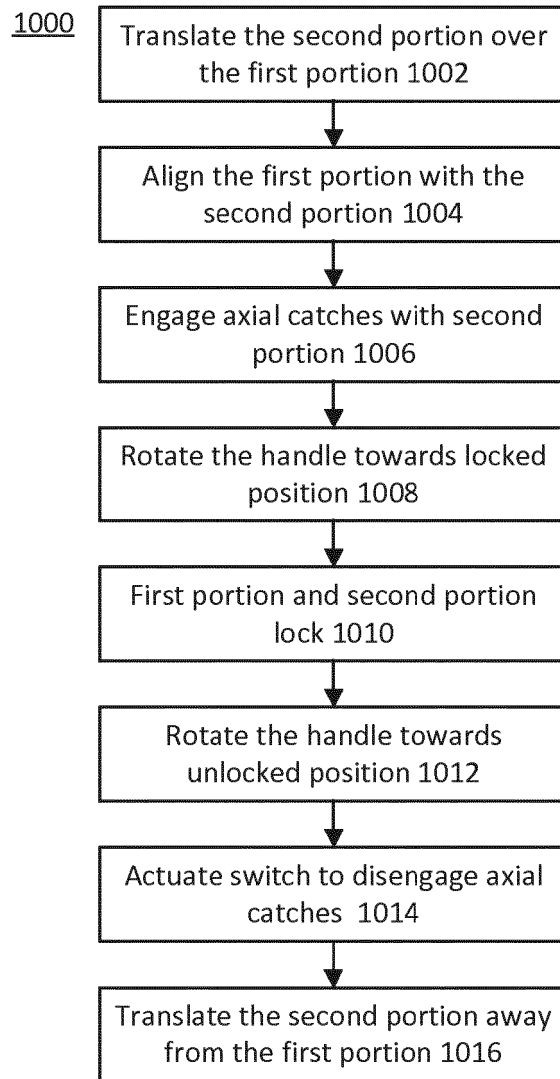 1000
Translate the second portion over
the first portion 1002
Align the first portion with the
second portion 1004
Engage axial catches with second
portion 1006
Rotate the handle towards locked
position 1008
First portion and second portion
lock 1010
Rotate the handle towards
unlocked position 1012
Actuate switch to disengage axial
catches 1014
Translate the second portion away
from the first portion 1016